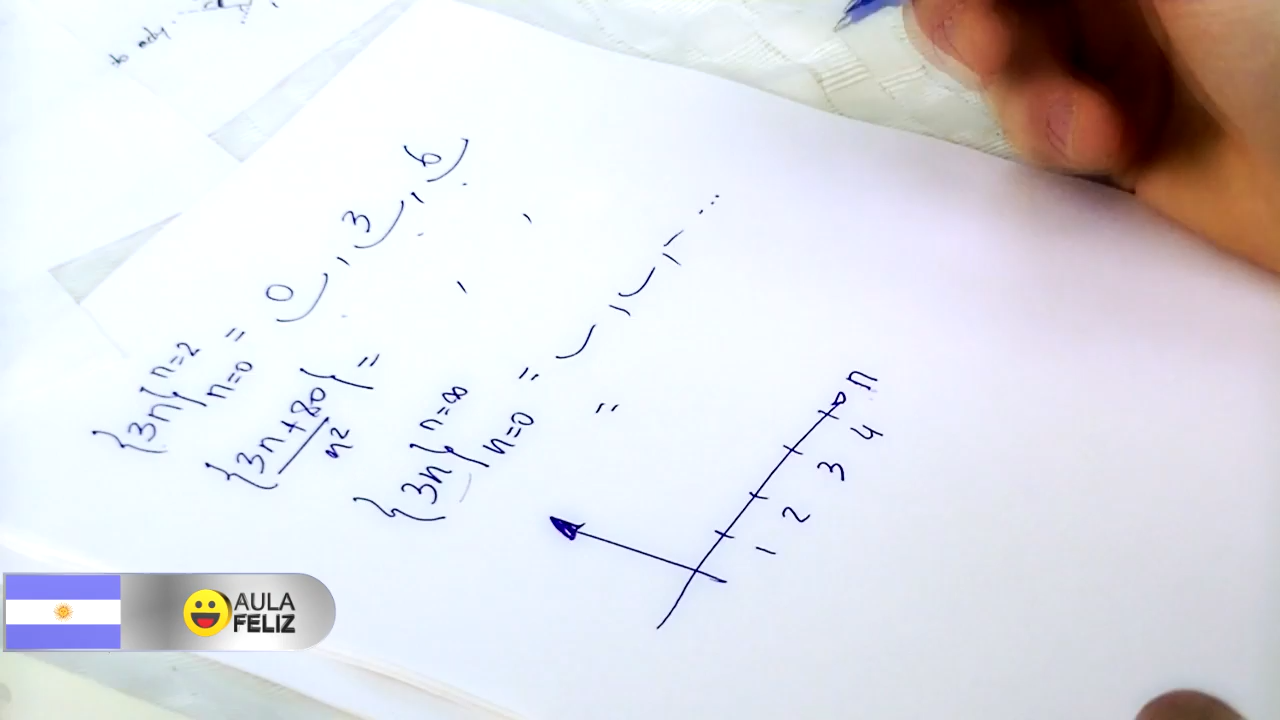 {3n} n=2 n=0 = 0, 3, 6
{3n+80/n²} = , ,
{3n} n=∞ n=0 = , , ...
=
1 2 3 4 n
AULA
FELIZ